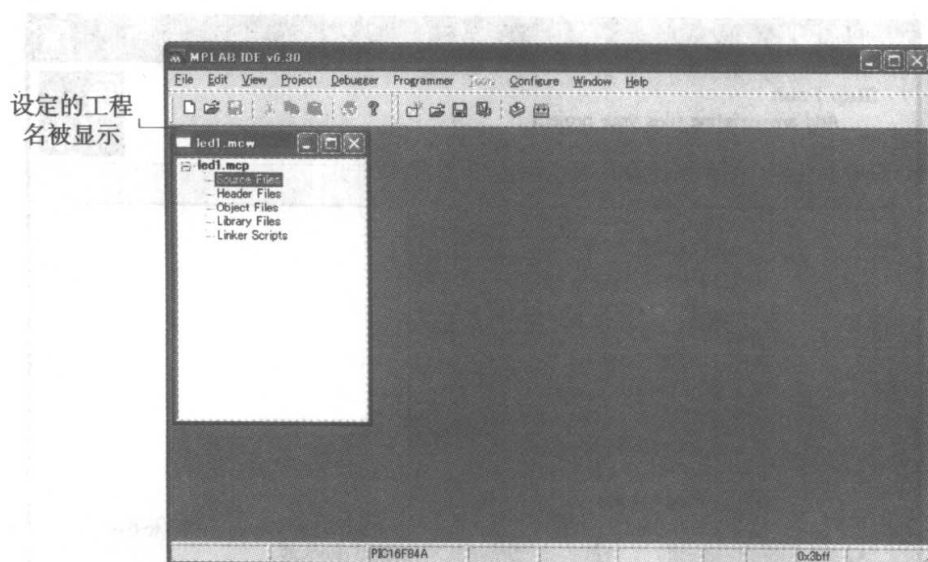 设定的工程
名被显示
MPLAB IDE v6.30
File Edit View Project Debugger Programmer Tools Configure Window Help
led1.mcw
led1.mcp
Source Files
Header Files
Object Files
Library Files
Linker Scripts
PIC16F84A 0x3bff